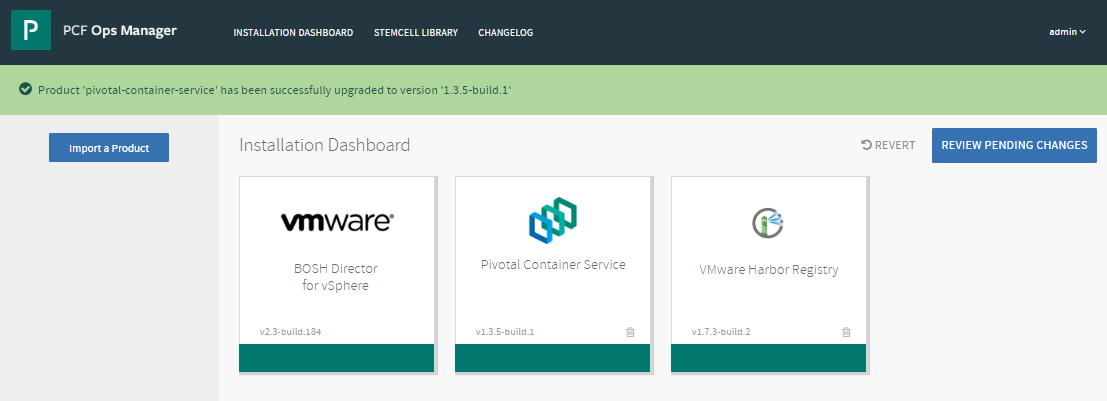 P PCF Ops Manager INSTALLATION DASHBOARD STEMCELL LIBRARY CHANGELOG admin
Product 'pivotal-container-service' has been successfully upgraded to version '1.3.5-build.1'
Import a Product
Installation Dashboard REVERT REVIEW PENDING CHANGES
vmware®
BOSH Director
for vSphere
v2.3-build.184
Pivotal Container Service
v1.3.5-build.1
VMware Harbor Registry
v1.7.3-build.2